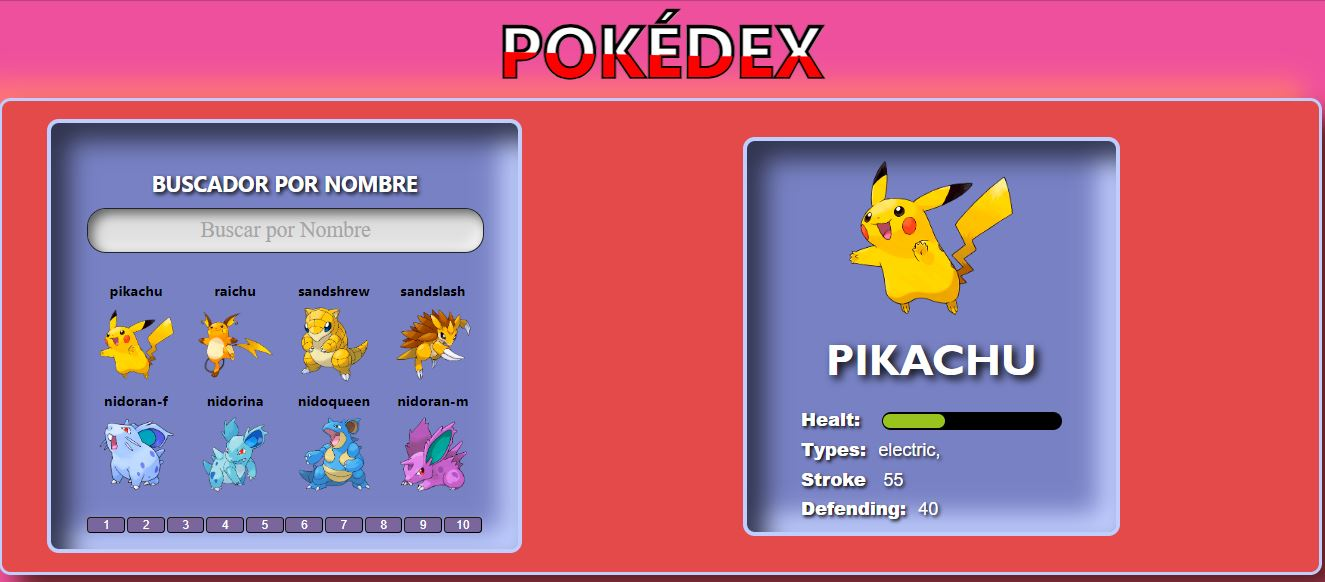 POKÉDEX
BUSCADOR POR NOMBRE
Buscar por Nombre
pikachu raichu sandshrew sandslash
nidoran-f nidorina nidoqueen nidoran-m
1 2 3 4 5 6 7 8 9 10
PIKACHU
Healt:
Types: electric,
Stroke 55
Defending: 40